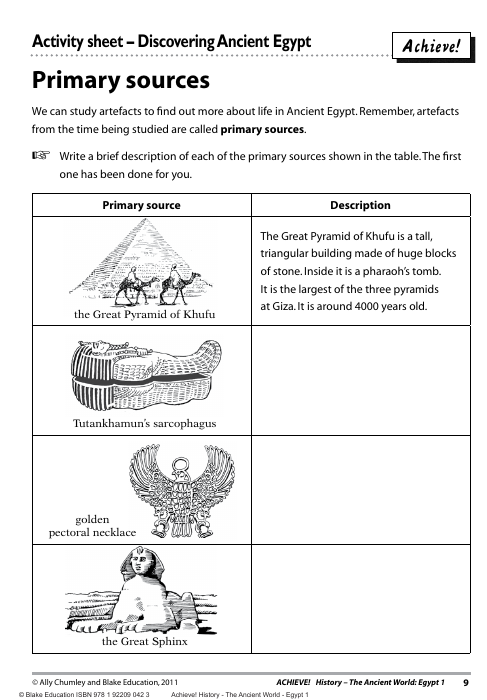 Activity sheet – Discovering Ancient Egypt
Achieve!
Primary sources
We can study artefacts to find out more about life in Ancient Egypt. Remember, artefacts
from the time being studied are called primary sources.
Write a brief description of each of the primary sources shown in the table. The first
one has been done for you.
Primary source
Description
the Great Pyramid of Khufu
The Great Pyramid of Khufu is a tall,
triangular building made of huge blocks
of stone. Inside it is a pharaoh's tomb.
It is the largest of the three pyramids
at Giza. It is around 4000 years old.
Tutankhamun's sarcophagus
golden
pectoral necklace
the Great Sphinx
© Ally Chumley and Blake Education, 2011
ACHIEVE! History – The Ancient World: Egypt 1
9
© Blake Education ISBN 978 1 92209 042 3
Achieve! History - The Ancient World - Egypt 1